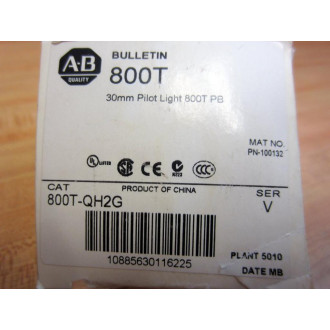 A·B
QUALITY
BULLETIN
800T
30mm Pilot Light 800T PB
MAT NO.
PN-100132
CAT
PRODUCT OF CHINA
SER
800T-QH2G
V
10885630116225
PLANT 5010
DATE MB